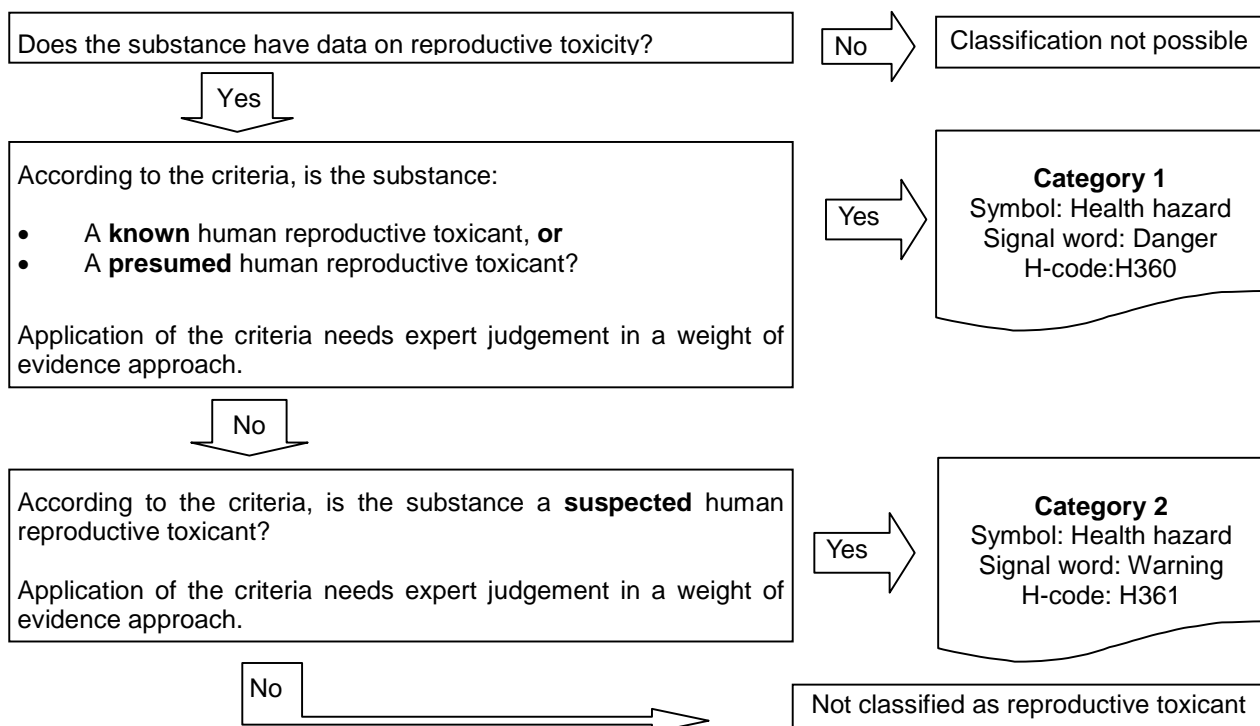 Does the substance have data on reproductive toxicity?
No
Classification not possible
Yes
According to the criteria, is the substance:
• A known human reproductive toxicant, or
• A presumed human reproductive toxicant?
Application of the criteria needs expert judgement in a weight of
evidence approach.
Yes
Category 1
Symbol: Health hazard
Signal word: Danger
H-code:H360
No
According to the criteria, is the substance a suspected human
reproductive toxicant?
Application of the criteria needs expert judgement in a weight of
evidence approach.
Yes
Category 2
Symbol: Health hazard
Signal word: Warning
H-code: H361
No
Not classified as reproductive toxicant